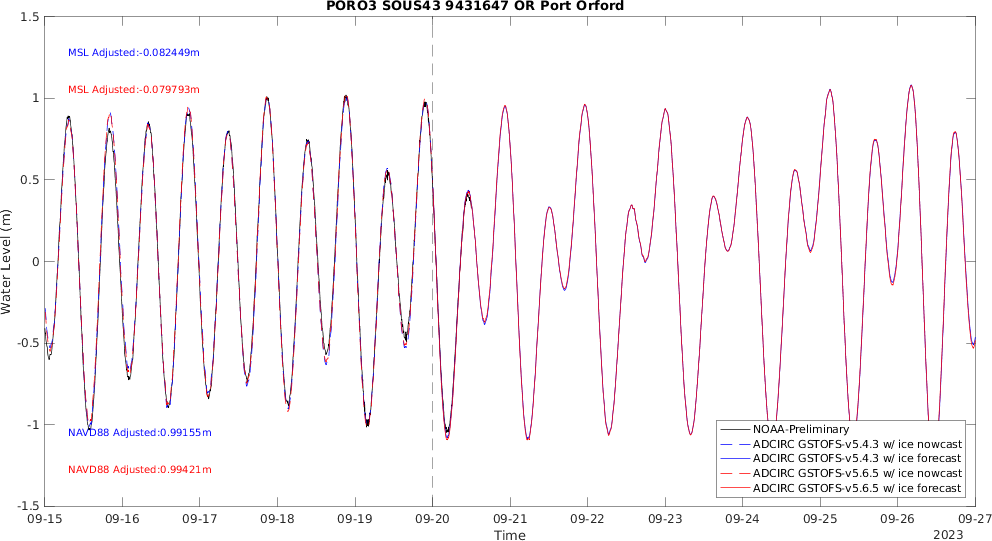 PORO3 SOUS43 9431647 OR Port Orford
1.5
MSL Adjusted:-0.082449m
MSL Adjusted:-0.079793m
1
0.5
0
Water Level (m)
-0.5
-1
NAVD88 Adjusted:0.99155m
NAVD88 Adjusted:0.99421m
-1.5
NOAA-Preliminary
ADCIRC GSTOFS-v5.4.3 w/ ice nowcast
ADCIRC GSTOFS-v5.4.3 w/ ice forecast
ADCIRC GSTOFS-v5.6.5 w/ ice nowcast
ADCIRC GSTOFS-v5.6.5 w/ ice forecast
09-15 09-16 09-17 09-18 09-19 09-20 09-21 09-22 09-23 09-24 09-25 09-26 09-27
Time
2023